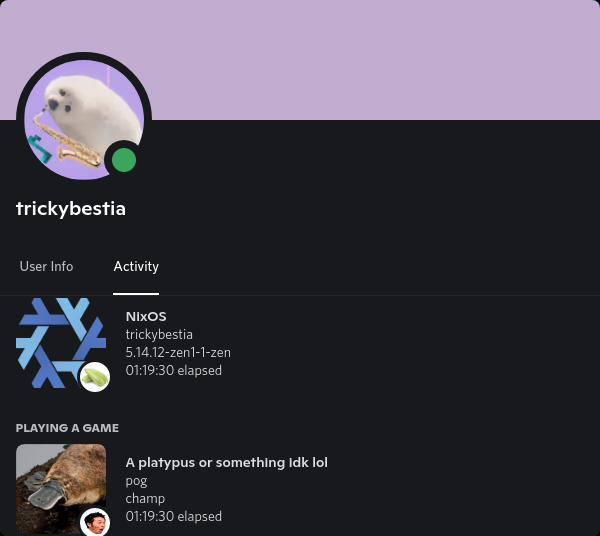 trickybestia
User Info
Activity
NixOS
trickybestia
5.14.12-zen1-1-zen
01:19:30 elapsed
PLAYING A GAME
A platypus or something idk lol
pog
champ
01:19:30 elapsed